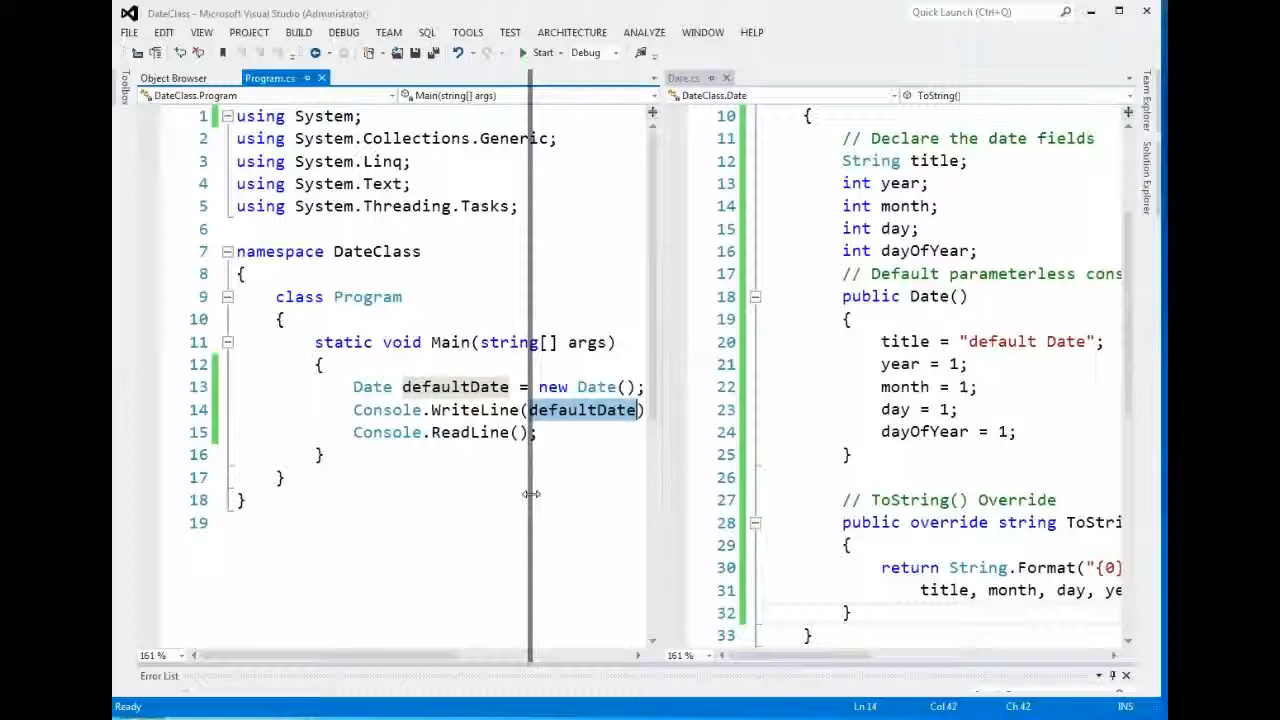 DateClass - Microsoft Visual Studio (Administrator)
Quick Launch (Ctrl+Q)
FILE EDIT VIEW PROJECT BUILD DEBUG TEAM SQL TOOLS TEST ARCHITECTURE ANALYZE WINDOW HELP
Start Debug
Toolbox
Object Browser Program.cs
DateClass.Program Main(string[] args)
1 using System;
2 using System.Collections.Generic;
3 using System.Linq;
4 using System.Text;
5 using System.Threading.Tasks;
6
7 namespace DateClass
8 {
9 class Program
10 {
11 static void Main(string[] args)
12 {
13 Date defaultDate = new Date();
14 Console.WriteLine(defaultDate)
15 Console.ReadLine();
16 }
17 }
18 }
19
161 %
Date.cs
DateClass.Date ToString()
10 {
11 // Declare the date fields
12 String title;
13 int year;
14 int month;
15 int day;
16 int dayOfYear;
17 // Default parameterless cons
18 public Date()
19 {
20 title = "default Date";
21 year = 1;
22 month = 1;
23 day = 1;
24 dayOfYear = 1;
25 }
26
27 // ToString() Override
28 public override string ToStri
29 {
30 return String.Format("{0}
31 title, month, day, ye
32 }
33 }
161 %
Team Explorer
Solution Explorer
Error List
Ready Ln 14 Col 42 Ch 42 INS